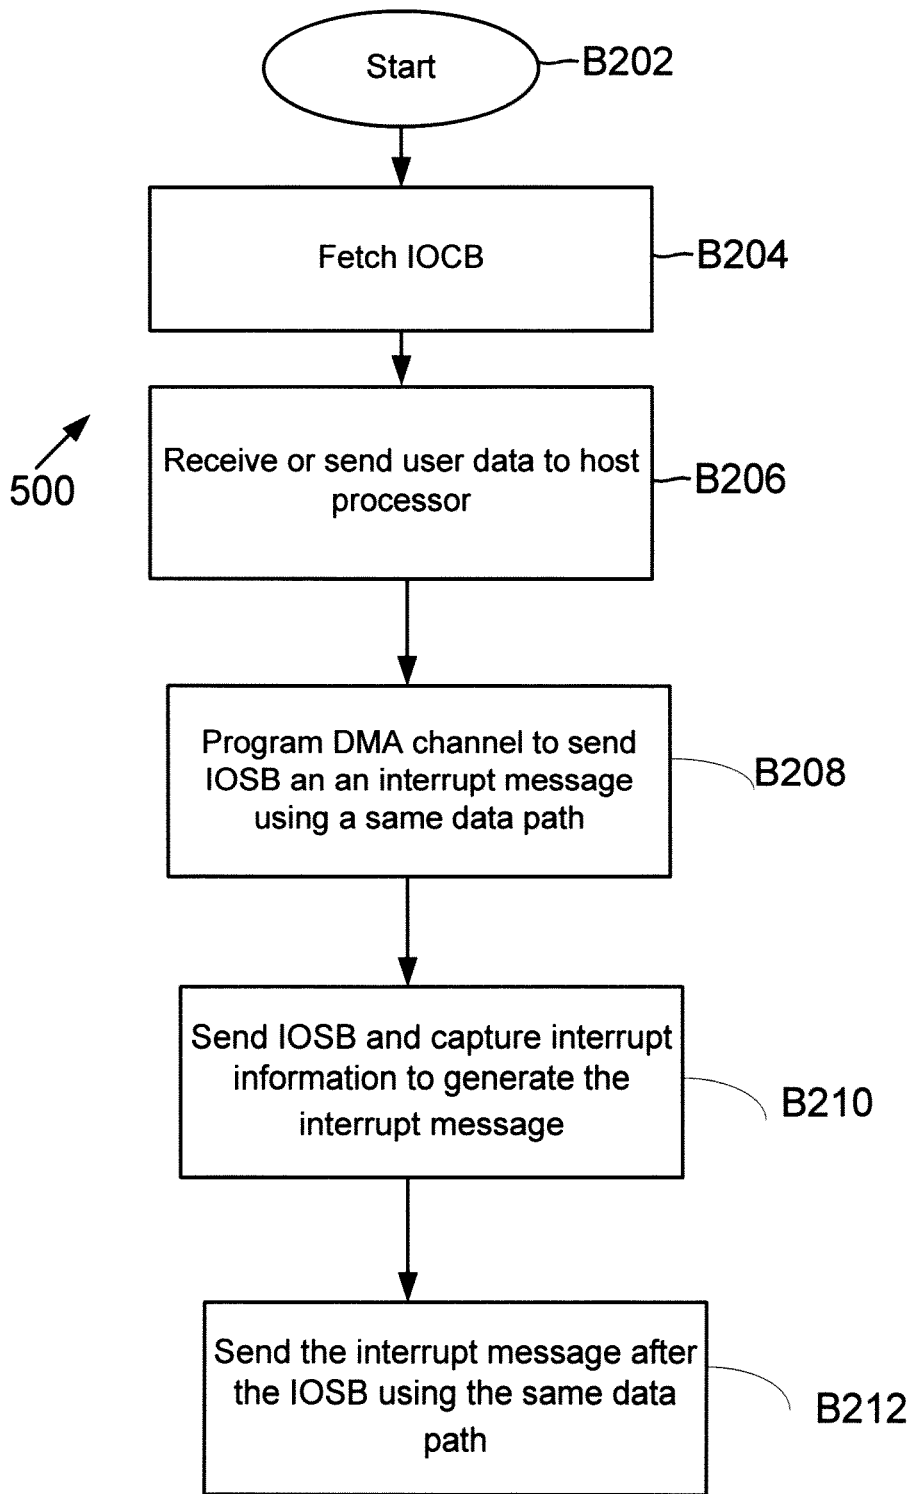 Start
B202
Fetch IOCB
B204
500
Receive or send user data to host
processor
B206
Program DMA channel to send
IOSB an an interrupt message
using a same data path
B208
Send IOSB and capture interrupt
information to generate the
interrupt message
B210
Send the interrupt message after
the IOSB using the same data
path
B212